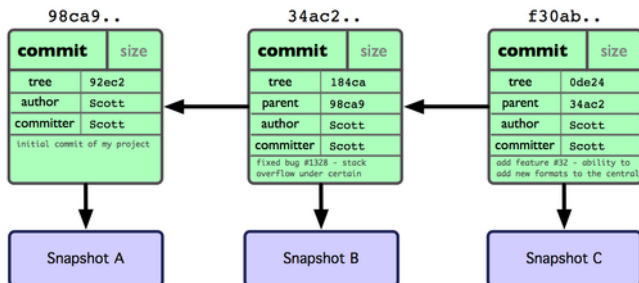 98ca9..
34ac2..
f30ab..
commit size
tree 92ec2
author Scott
committer Scott
initial commit of my project
commit size
tree 184ca
parent 98ca9
author Scott
committer Scott
fixed bug #1328 - stack
overflow under certain
commit size
tree 0de24
parent 34ac2
author Scott
committer Scott
add feature #32 - ability to
add new formats to the central
Snapshot A
Snapshot B
Snapshot C